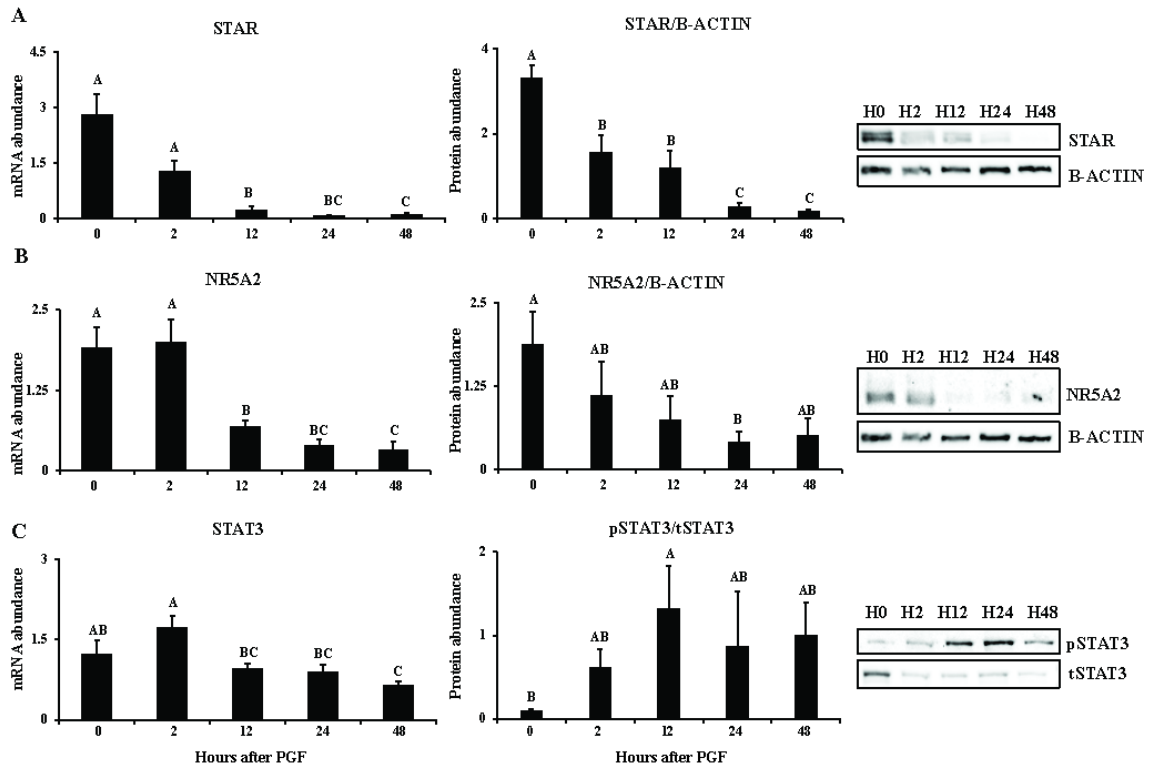 A
STAR
mRNA abundance
4.5
3
1.5
0
A
A
B
BC
C
0 2 12 24 48
STAR/B-ACTIN
Protein abundance
4
2
0
A
B
B
C
C
0 2 12 24 48
H0 H2 H12 H24 H48
STAR
B-ACTIN
B
NR5A2
mRNA abundance
2.5
1.25
0
A
A
B
BC
C
0 2 12 24 48
NR5A2/B-ACTIN
Protein abundance
2.5
1.25
0
A
AB
AB
B
AB
0 2 12 24 48
H0 H2 H12 H24 H48
NR5A2
B-ACTIN
C
STAT3
mRNA abundance
3
1.5
0
AB
A
BC
BC
C
0 2 12 24 48
Hours after PGF
pSTAT3/tSTAT3
Protein abundance
2
1
0
B
AB
A
AB
AB
0 2 12 24 48
Hours after PGF
H0 H2 H12 H24 H48
pSTAT3
tSTAT3